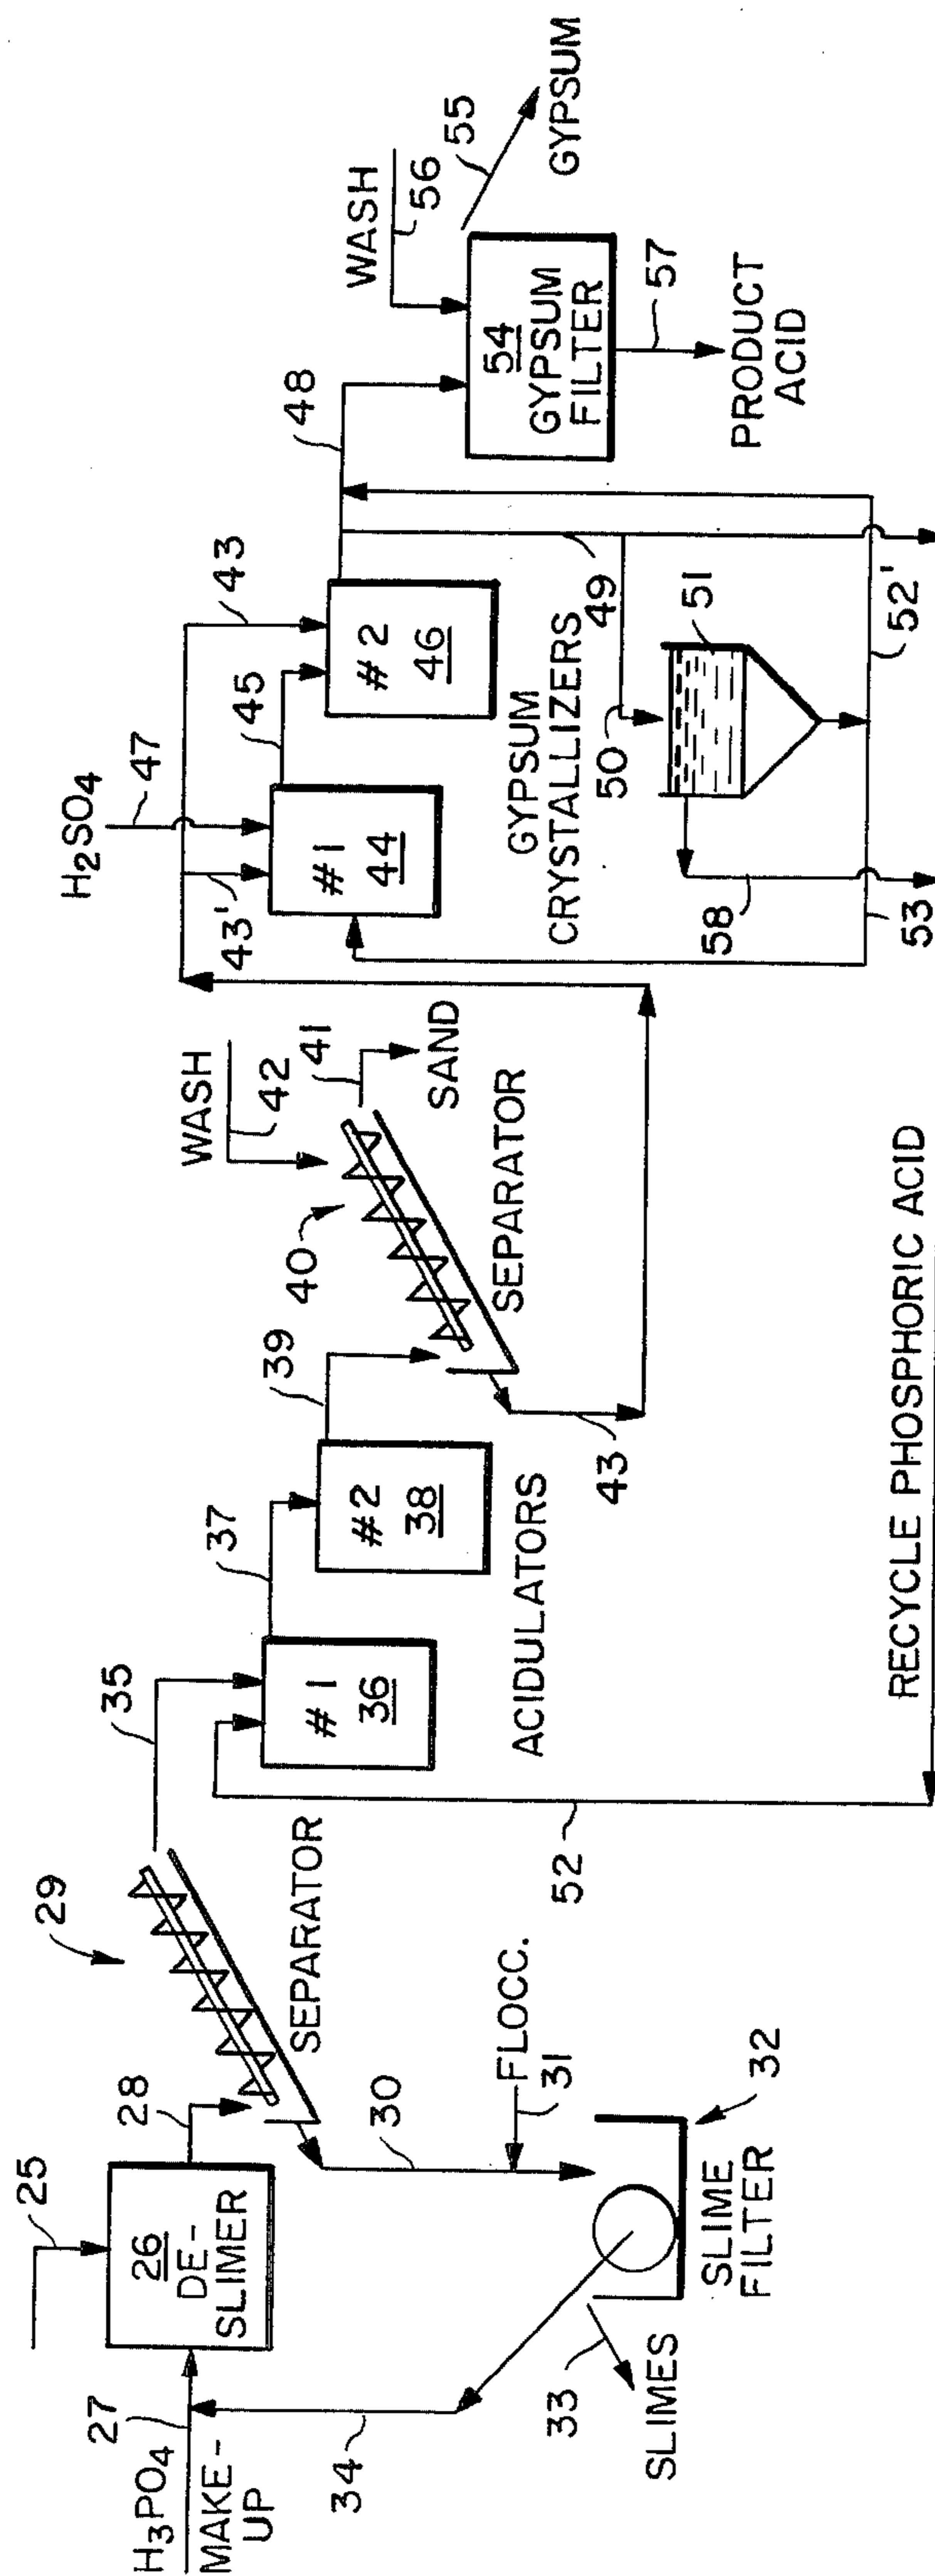 25
H3PO4
27
MAKE-
UP
26
DE-
SLIMER
28
29
SEPARATOR
30
FLOCC.
31
32
SLIME
FILTER
33
SLIMES
34
35
#1
36
37
#2
38
ACIDULATORS
39
52
RECYCLE PHOSPHORIC ACID
WASH
42
40
41
SAND
SEPARATOR
43
H2SO4
47
43'
43
#1
44
45
#2
46
GYPSUM
CRYSTALLIZERS
48
49
50
51
52'
58
53
WASH
56
55
GYPSUM
54
GYPSUM
FILTER
57
PRODUCT
ACID